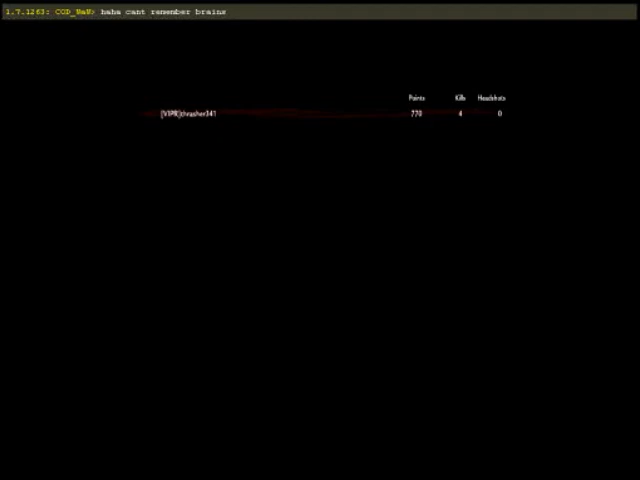 1.7.1263: COD_WaW> haha cant remember brains
Points Kills Headshots
[VIPR]thrasher341 770 4 0